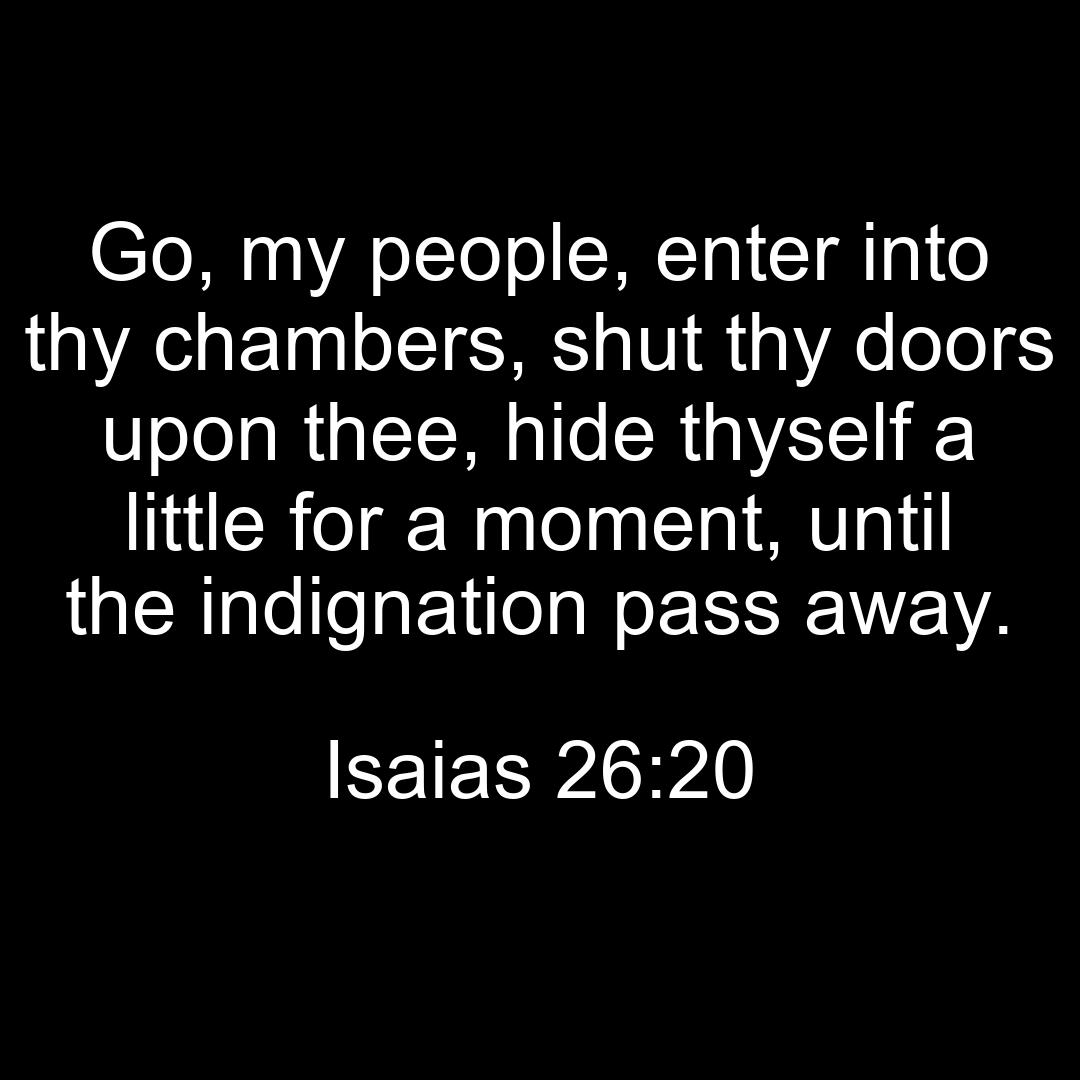 Go, my people, enter into
thy chambers, shut thy doors
upon thee, hide thyself a
little for a moment, until
the indignation pass away.
Isaias 26:20